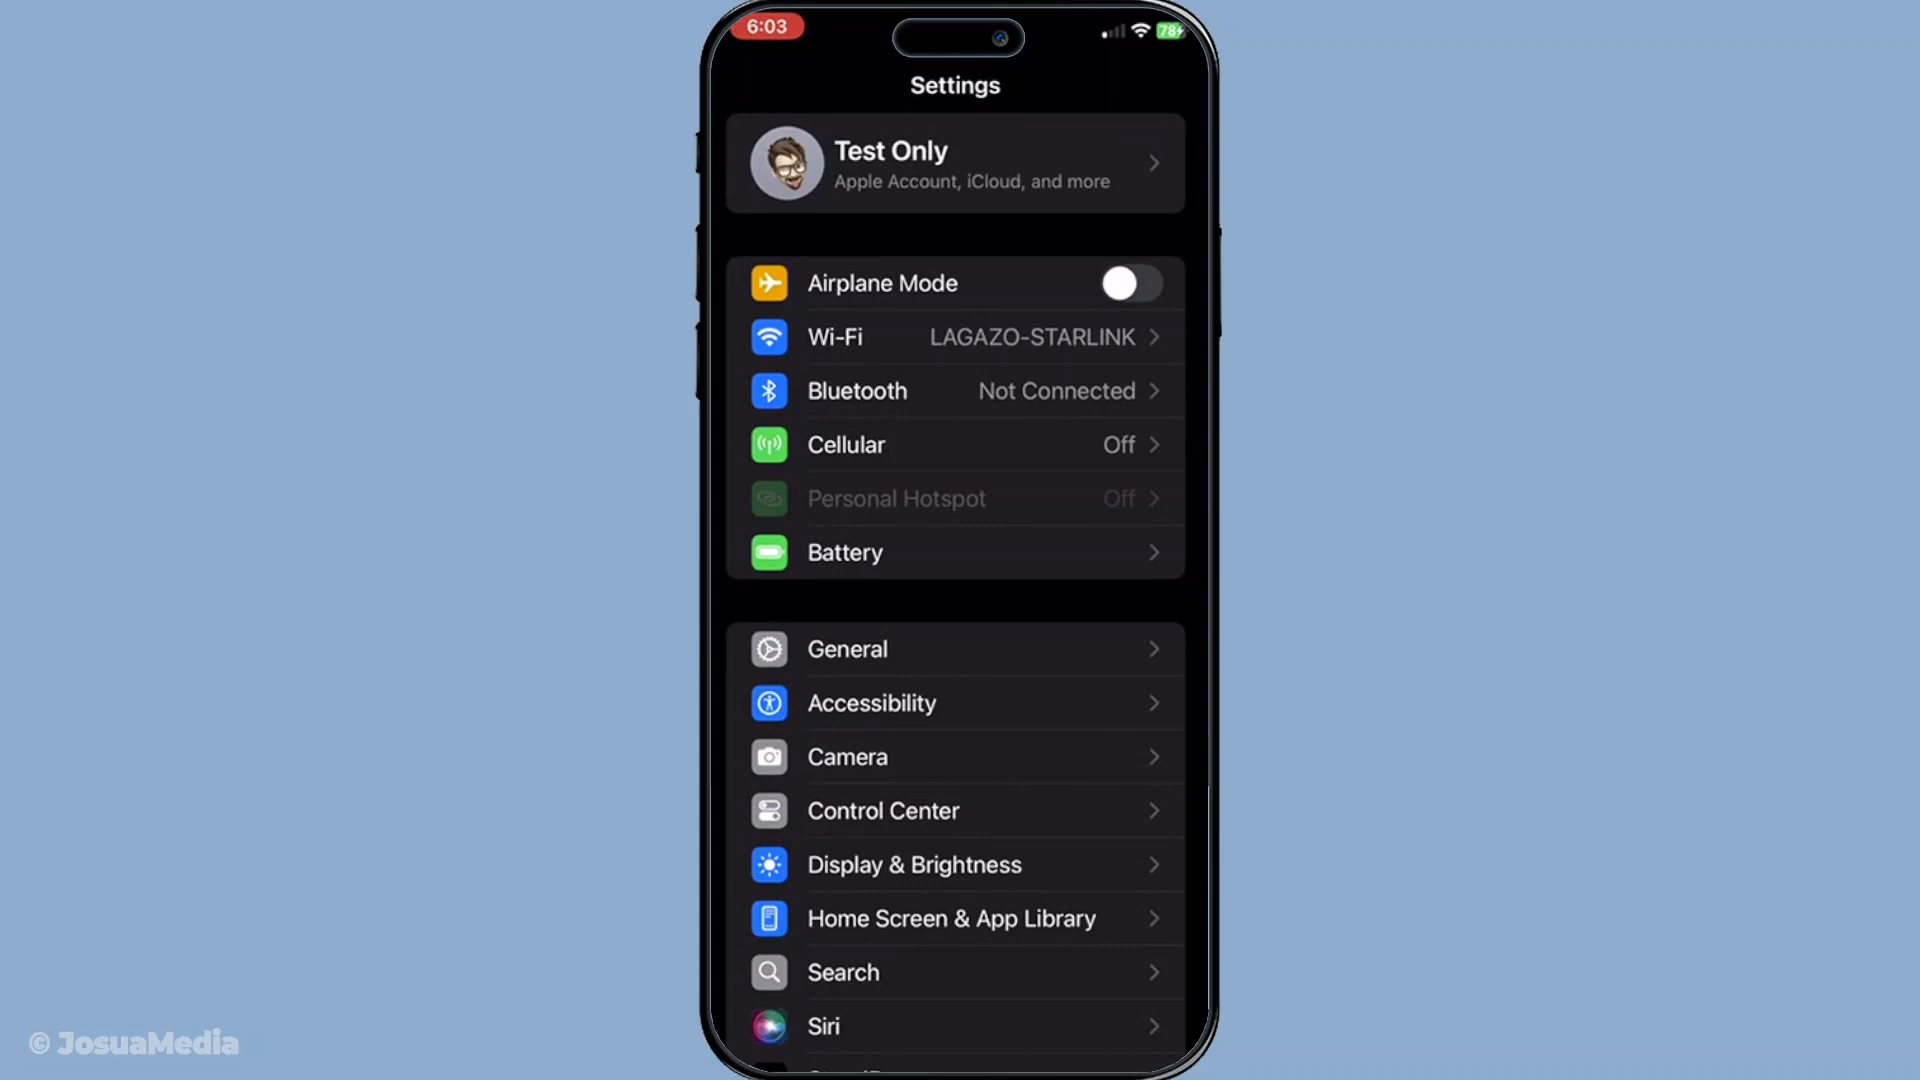 6:03
78
Settings
Test Only
Apple Account, iCloud, and more
Airplane Mode
Wi-Fi LAGAZO-STARLINK
Bluetooth Not Connected
Cellular Off
Personal Hotspot Off
Battery
General
Accessibility
Camera
Control Center
Display & Brightness
Home Screen & App Library
Search
Siri
© JosuaMedia